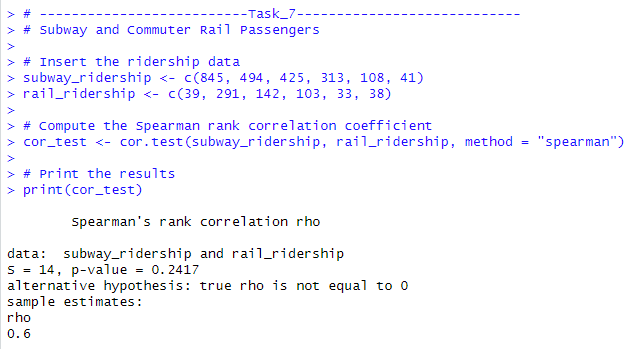 > # --------------------------Task_7----------------------------
> # Subway and Commuter Rail Passengers
>
> # Insert the ridership data
> subway_ridership <- c(845, 494, 425, 313, 108, 41)
> rail_ridership <- c(39, 291, 142, 103, 33, 38)
>
> # Compute the Spearman rank correlation coefficient
> cor_test <- cor.test(subway_ridership, rail_ridership, method = "spearman")
>
> # Print the results
> print(cor_test)
Spearman's rank correlation rho
data:  subway_ridership and rail_ridership
S = 14, p-value = 0.2417
alternative hypothesis: true rho is not equal to 0
sample estimates:
rho
0.6